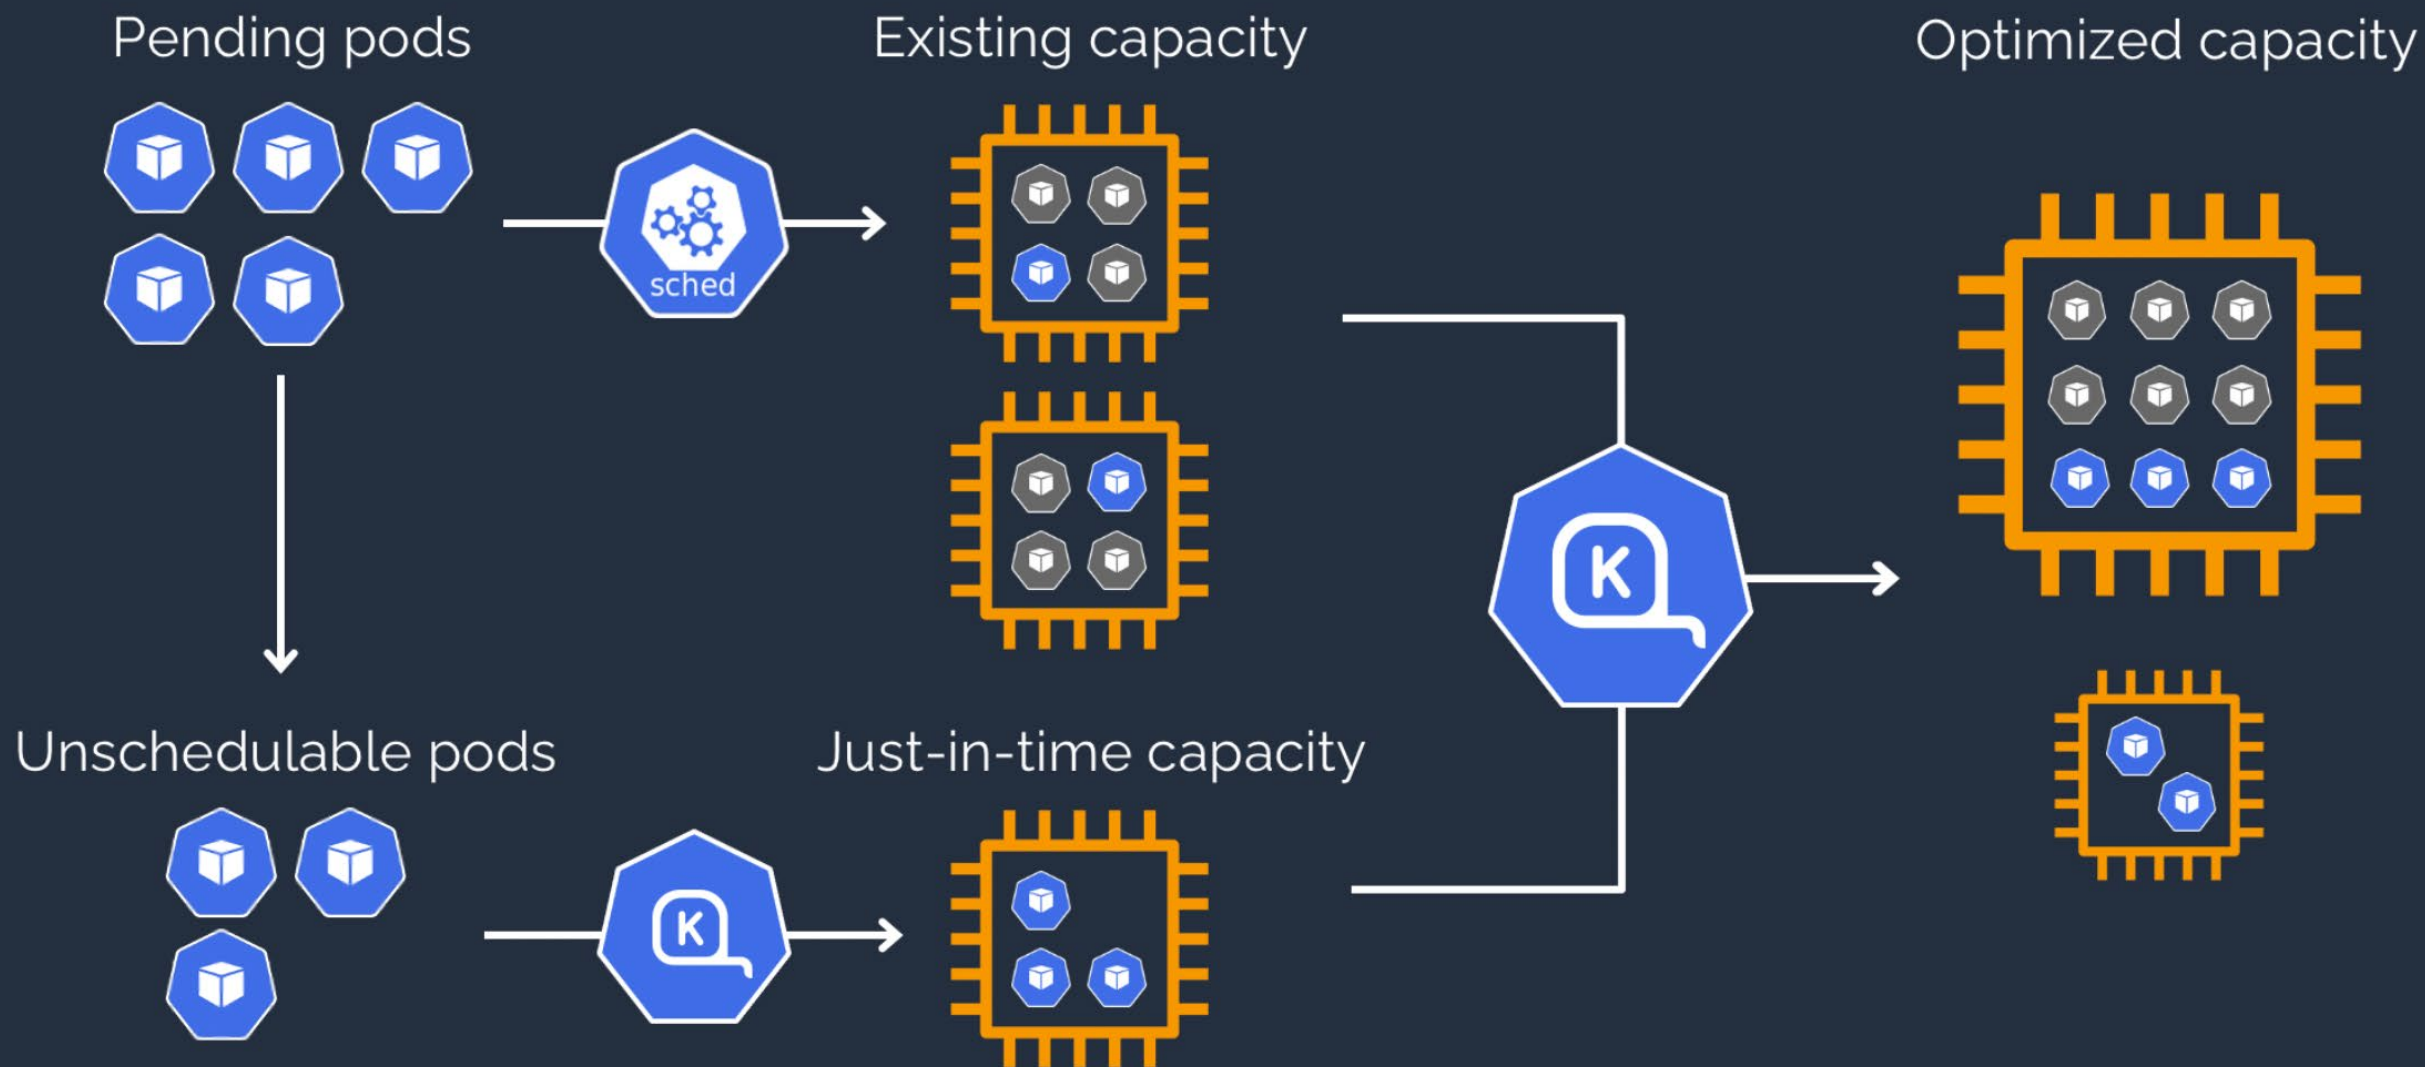 Pending pods
Existing capacity
Optimized capacity
sched
K
Unschedulable pods
Just-in-time capacity
K